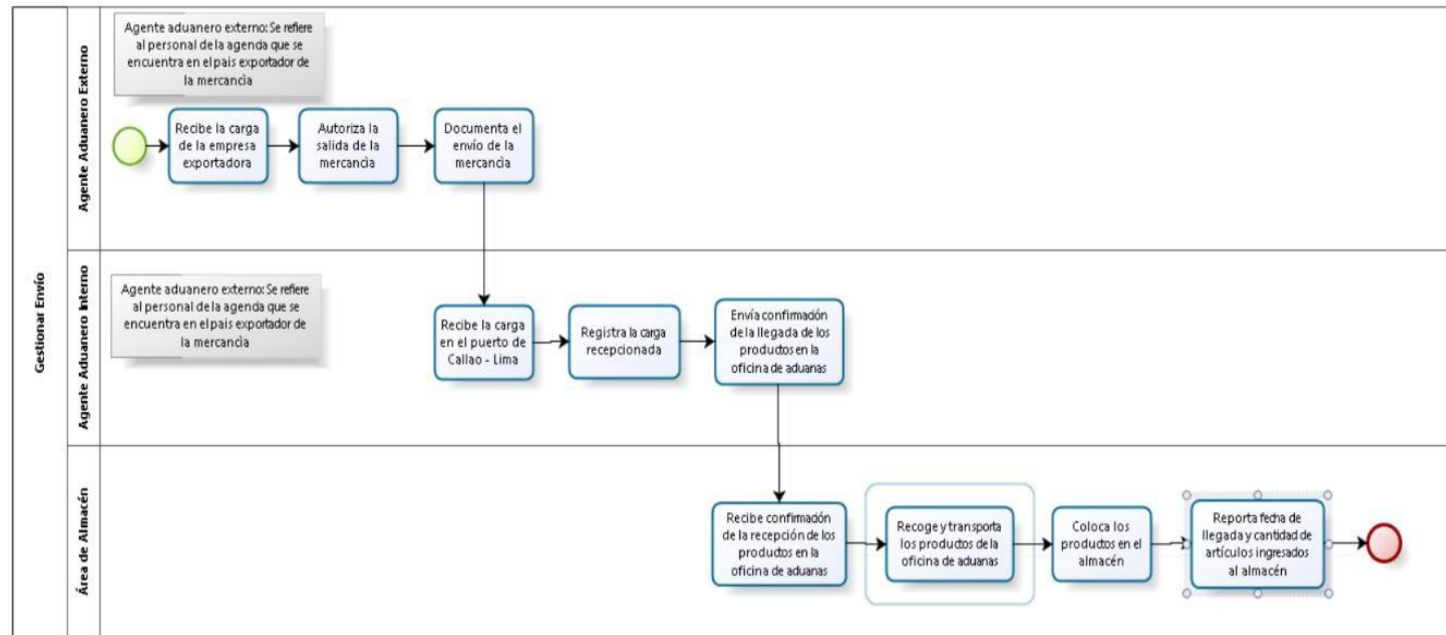 Gestionar Envío
Agente Aduanero Externo
Agente aduanero externo: Se refiere
al personal de la agencia que se
encuentra en el pais exportador de
la mercancìa
Recibe la carga
de la empresa
exportadora
Autoriza la
salida de la
mercancìa
Documenta el
envío de la
mercancìa
Agente Aduanero Interno
Agente aduanero externo: Se refiere
al personal de la agencia que se
encuentra en el pais exportador de
la mercancìa
Recibe la carga
en el puerto de
Callao - Lima
Registra la carga
recepcionada
Envía confirmación
de la llegada de los
productos en la
oficina de aduanas
Área de Almacén
Recibe confirmación
de la recepción de los
productos en la
oficina de aduanas
Recoge y transporta
los productos de la
oficina de aduanas
Coloca los
productos en el
almacén
Reporta fecha de
llegada y cantidad de
artículos ingresados
al almacén